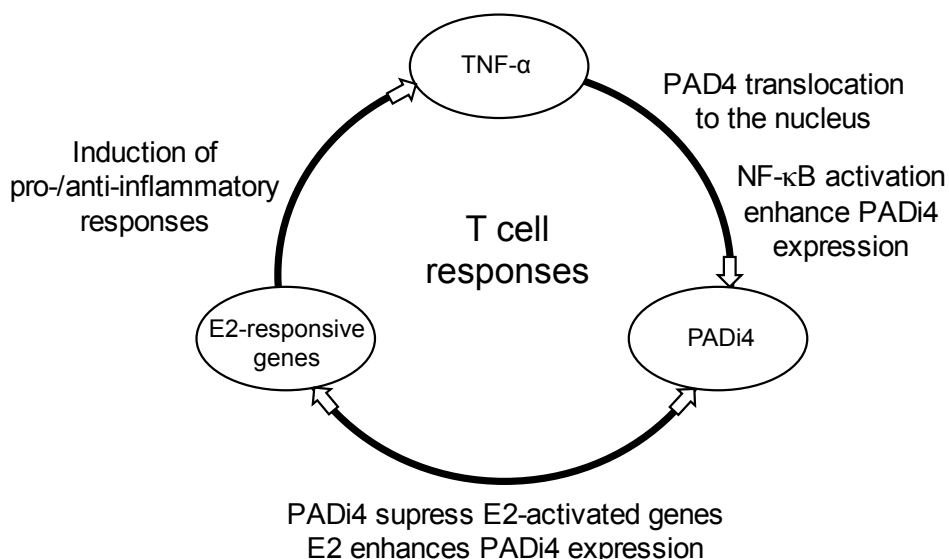 TNF-α
PAD4 translocation
to the nucleus
NF-κB activation
enhance PADi4
expression
Induction of
pro-/anti-inflammatory
responses
T cell
responses
E2-responsive
genes
PADi4
PADi4 supress E2-activated genes
E2 enhances PADi4 expression